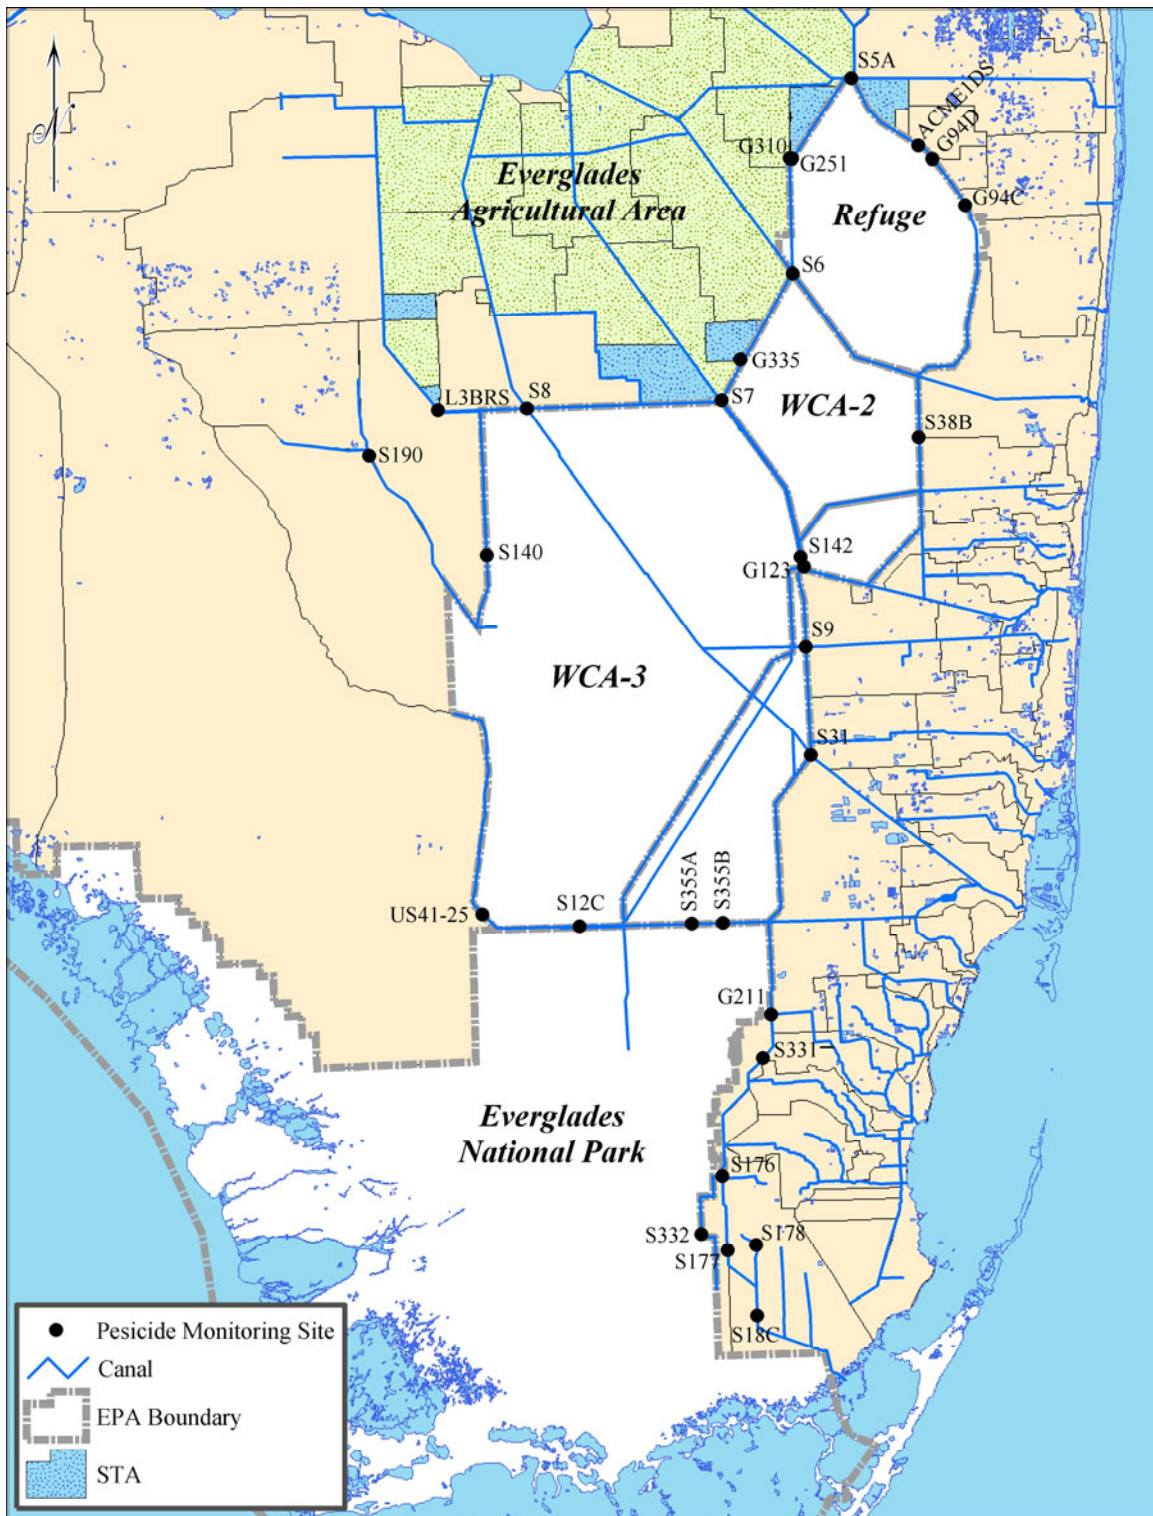 N
S5A
ACME1DS
G94D
G310
G251
Everglades
Agricultural Area
Refuge
G94C
S6
G335
L3BRS
S8
S7
WCA-2
S38B
S190
S140
S142
G123
S9
WCA-3
S31
S355A
S355B
US41-25
S12C
G211
S331
Everglades
National Park
S176
S332
S178
S177
S18C
Pesicide Monitoring Site
Canal
EPA Boundary
STA